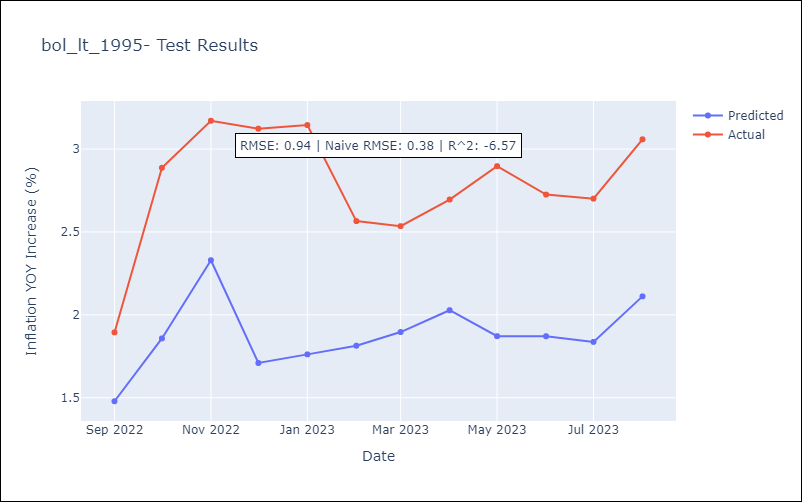 bol_lt_1995- Test Results
Predicted
Actual
RMSE: 0.94 | Naive RMSE: 0.38 | R^2: -6.57
Inflation YOY Increase (%)
3
2.5
2
1.5
Sep 2022
Nov 2022
Jan 2023
Mar 2023
May 2023
Jul 2023
Date